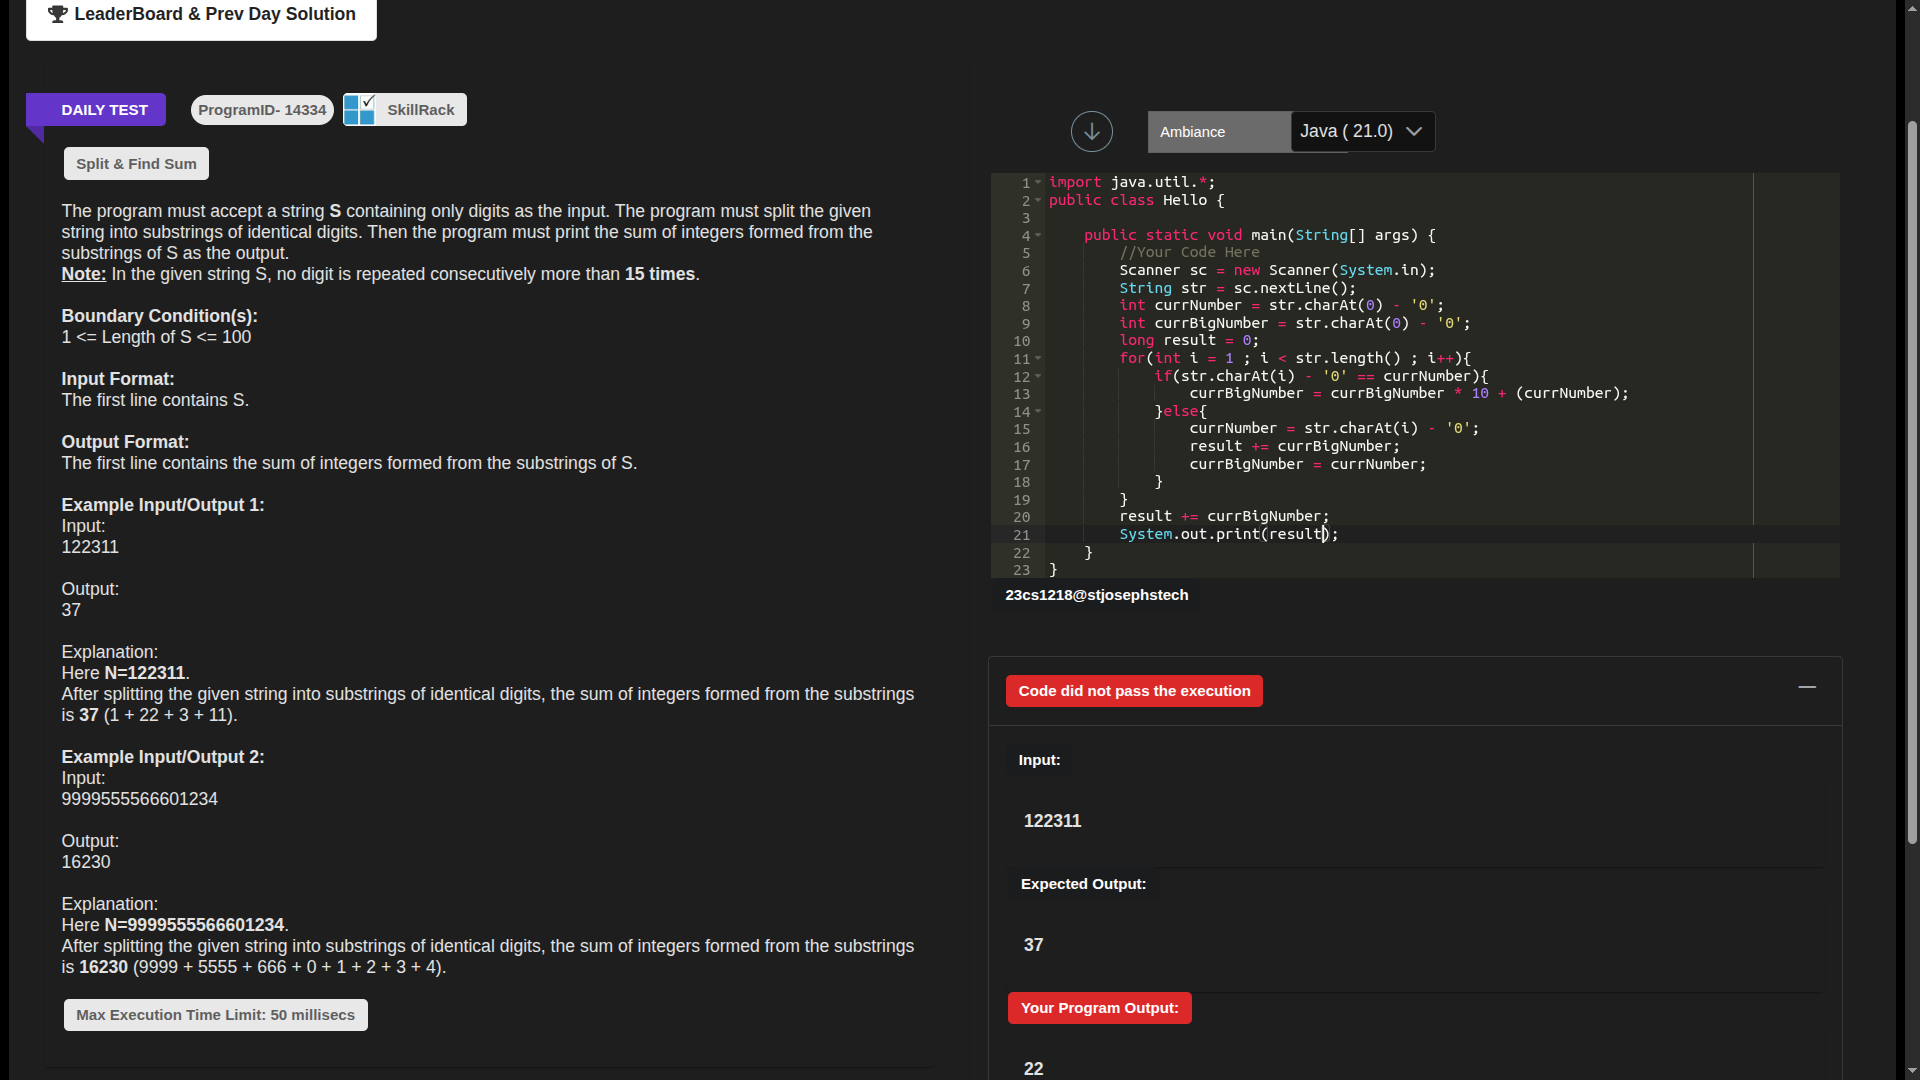 LeaderBoard & Prev Day Solution
DAILY TEST
ProgramID- 14334
SkillRack
Split & Find Sum
The program must accept a string S containing only digits as the input. The program must split the given
string into substrings of identical digits. Then the program must print the sum of integers formed from the
substrings of S as the output.
Note: In the given string S, no digit is repeated consecutively more than 15 times.
Boundary Condition(s):
1 <= Length of S <= 100
Input Format:
The first line contains S.
Output Format:
The first line contains the sum of integers formed from the substrings of S.
Example Input/Output 1:
Input:
122311
Output:
37
Explanation:
Here N=122311.
After splitting the given string into substrings of identical digits, the sum of integers formed from the substrings
is 37 (1 + 22 + 3 + 11).
Example Input/Output 2:
Input:
9999555566601234
Output:
16230
Explanation:
Here N=9999555566601234.
After splitting the given string into substrings of identical digits, the sum of integers formed from the substrings
is 16230 (9999 + 5555 + 666 + 0 + 1 + 2 + 3 + 4).
Max Execution Time Limit: 50 millisecs
Ambiance
Java ( 21.0)
1 import java.util.*;
2 public class Hello {
3
4     public static void main(String[] args) {
5         //Your Code Here
6         Scanner sc = new Scanner(System.in);
7         String str = sc.nextLine();
8         int currNumber = str.charAt(0) - '0';
9         int currBigNumber = str.charAt(0) - '0';
10         long result = 0;
11         for(int i = 1 ; i < str.length() ; i++){
12             if(str.charAt(i) - '0' == currNumber){
13                 currBigNumber = currBigNumber * 10 + (currNumber);
14             }else{
15                 currNumber = str.charAt(i) - '0';
16                 result += currBigNumber;
17                 currBigNumber = currNumber;
18             }
19         }
20         result += currBigNumber;
21         System.out.print(result);
22     }
23 }
23cs1218@stjosephstech
Code did not pass the execution
Input:
122311
Expected Output:
37
Your Program Output:
22